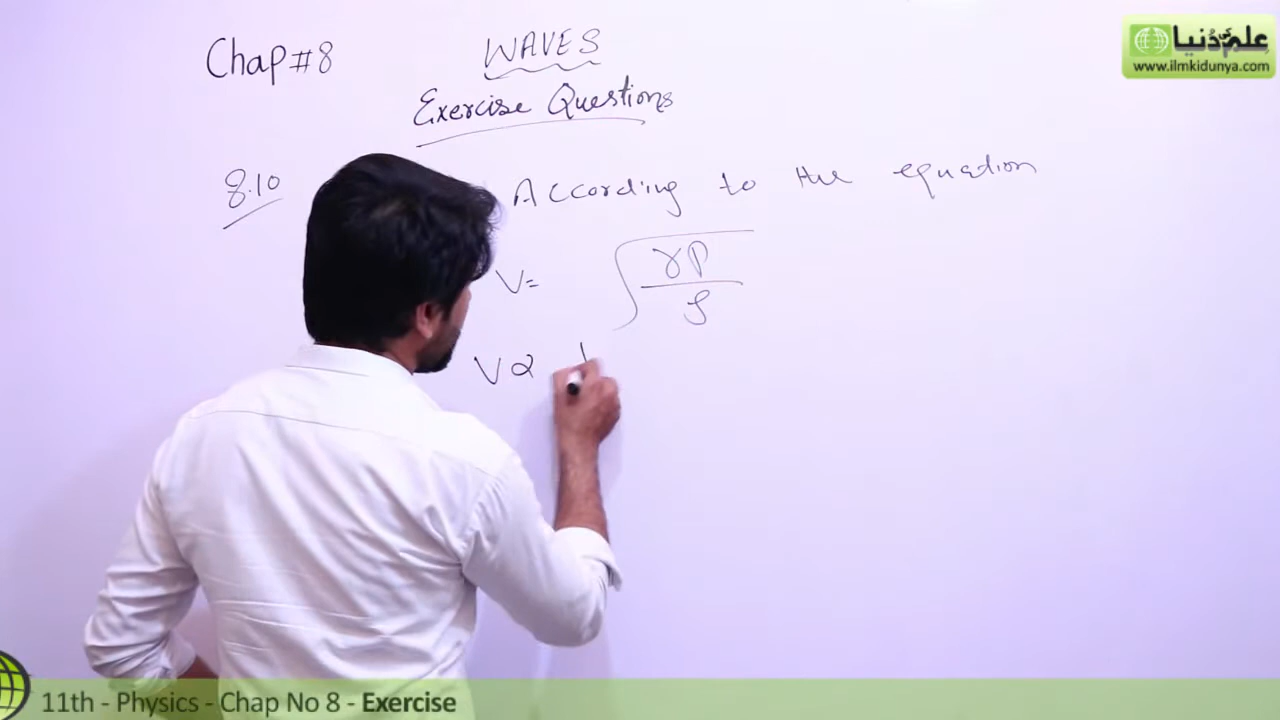 Chap#8
WAVES
Exercise Questions
8.10
According to the equation
V= √γP/ρ
V ∝
علم کی دنیا
www.ilmkidunya.com
11th - Physics - Chap No 8 - Exercise